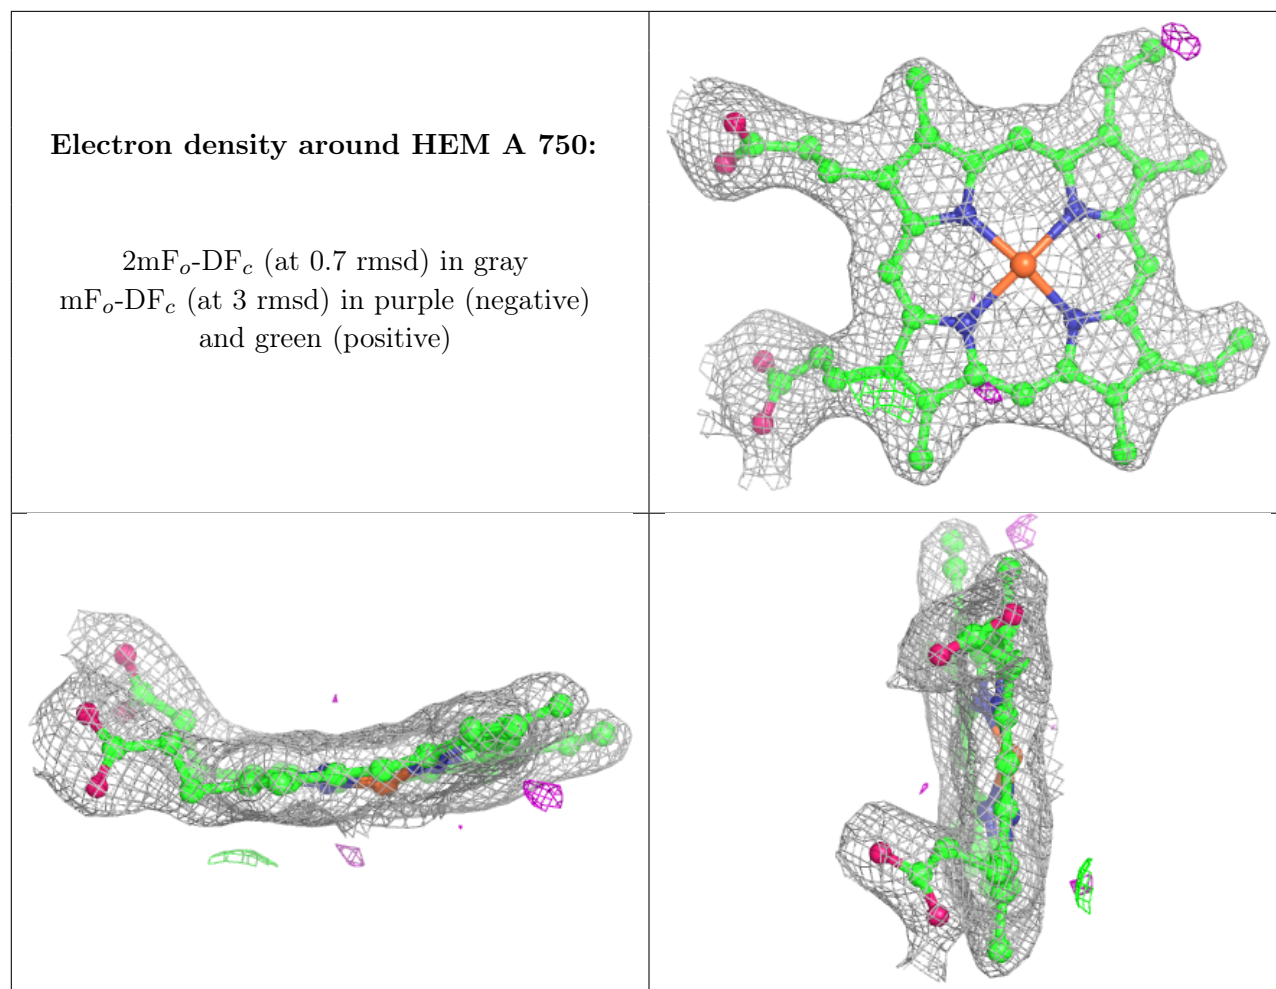 Electron density around HEM A 750:
2mFo-DFc (at 0.7 rmsd) in gray
mFo-DFc (at 3 rmsd) in purple (negative)
and green (positive)